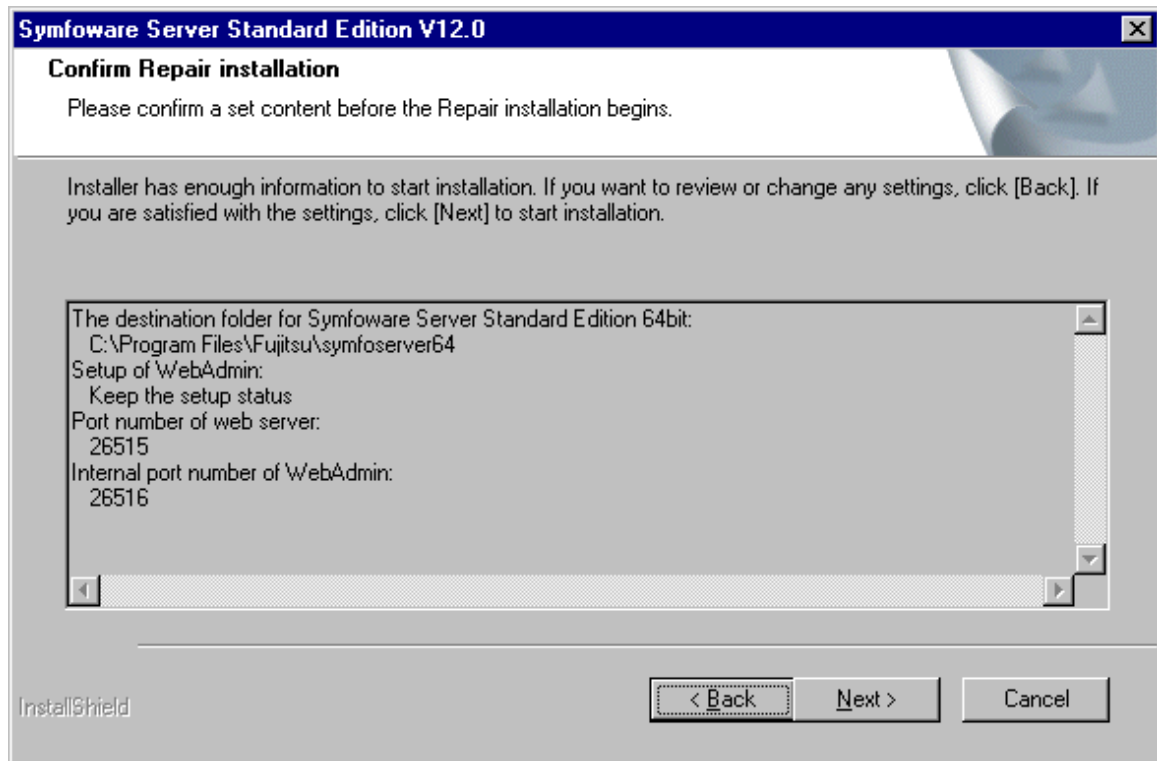 Symfoware Server Standard Edition V12.0
Confirm Repair installation
Please confirm a set content before the Repair installation begins.
Installer has enough information to start installation. If you want to review or change any settings, click [Back]. If
you are satisfied with the settings, click [Next] to start installation.
The destination folder for Symfoware Server Standard Edition 64bit:
C:\Program Files\Fujitsu\symfoserver64
Setup of WebAdmin:
Keep the setup status
Port number of web server:
26515
Internal port number of WebAdmin:
26516
InstallShield
< Back
Next >
Cancel